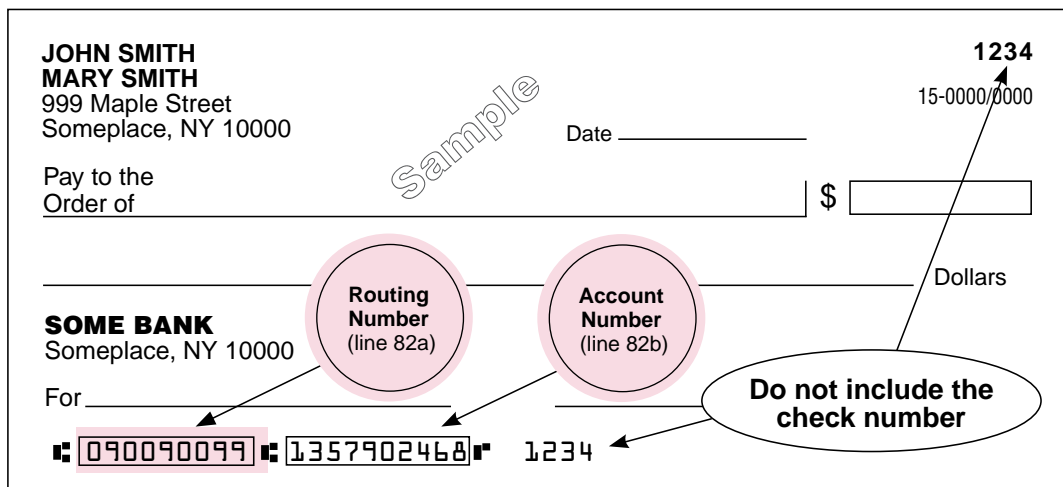 JOHN SMITH
MARY SMITH
999 Maple Street
Someplace, NY 10000
1234
15-0000/0000
Sample
Date
Pay to the
Order of
$
Dollars
Routing
Number
(line 82a)
Account
Number
(line 82b)
SOME BANK
Someplace, NY 10000
For
Do not include the
check number
⑆090090099⑆ 1357902468⑈ 1234